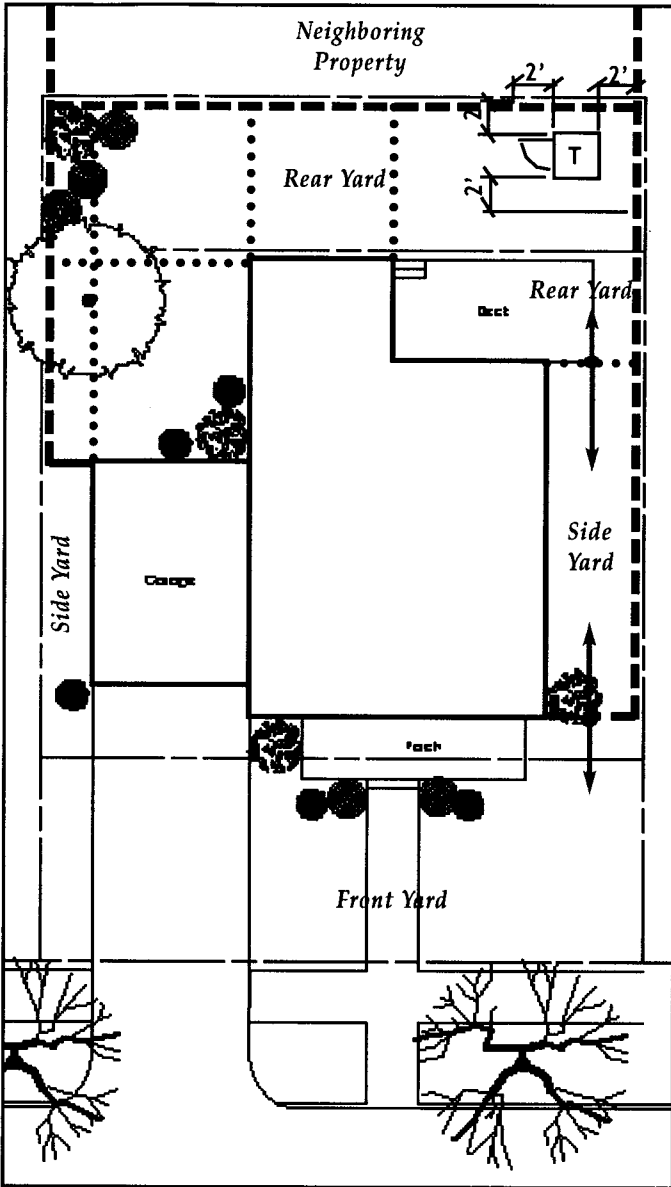 Neighboring
Property
2'
2'
2'
T
Rear Yard
2'
Rear Yard
Side
Yard
Side Yard
Front Yard